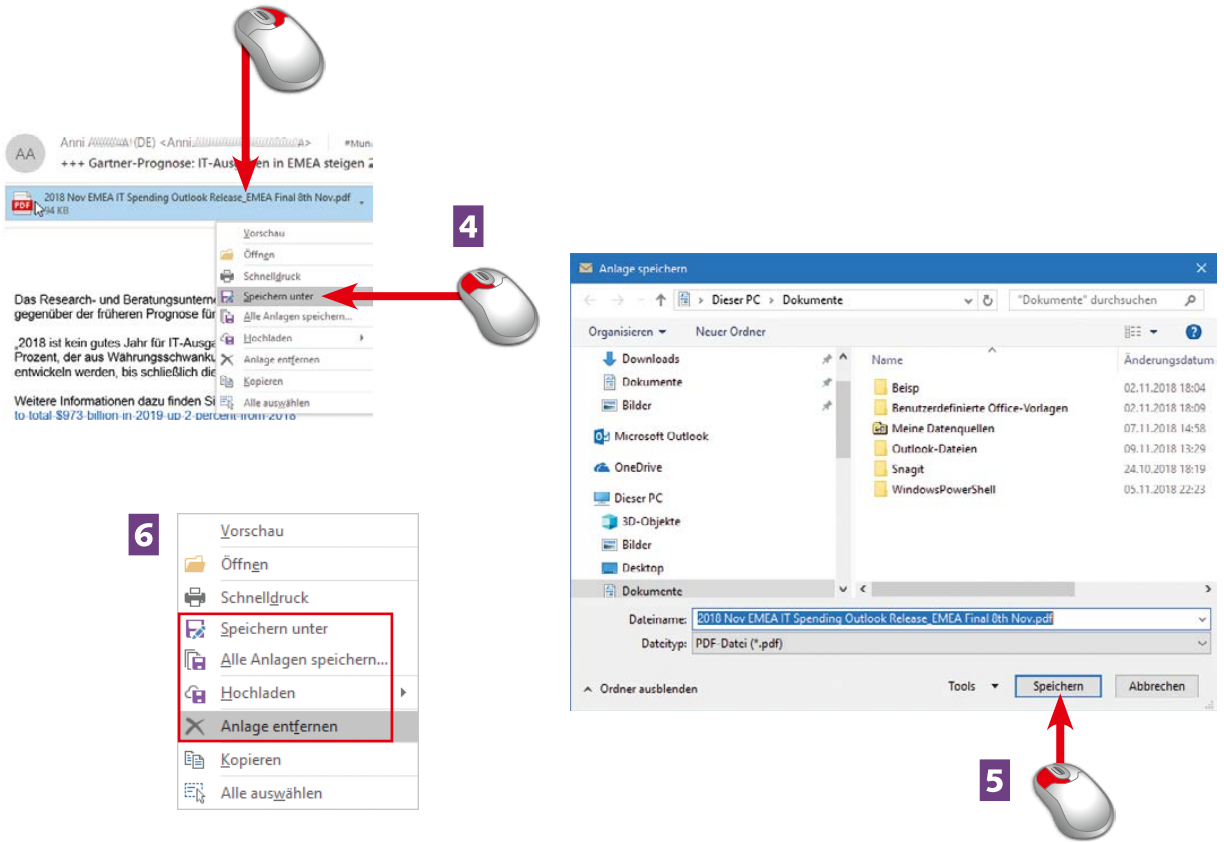 AA
Anni (DE) <Anni
+++ Gartner-Prognose: IT-Ausg en in EMEA steigen
PDF
2018 Nov EMEA IT Spending Outlook Release_EMEA Final 8th Nov.pdf
94 KB
Vorschau
Öffnen
Schnelldruck
Speichern unter
Alle Anlagen speichern...
Hochladen
Anlage entfernen
Kopieren
Alle auswählen
Das Research- und Beratungsunterne
gegenüber der früheren Prognose für
„2018 ist kein gutes Jahr für IT-Ausga
Prozent, der aus Währungsschwanku
entwickeln werden, bis schließlich die
Weitere Informationen dazu finden Si
to-total-$973-billion-in-2019-up-2-percent-from-2018
4
Anlage speichern
Dieser PC > Dokumente
"Dokumente" durchsuchen
Organisieren
Neuer Ordner
Downloads
Dokumente
Bilder
Microsoft Outlook
OneDrive
Dieser PC
3D-Objekte
Bilder
Desktop
Dokumente
Name Änderungsdatum
Beisp 02.11.2018 18:04
Benutzerdefinierte Office-Vorlagen 02.11.2018 18:09
Meine Datenquellen 07.11.2018 14:58
Outlook-Dateien 09.11.2018 13:29
Snagit 24.10.2018 18:19
WindowsPowerShell 05.11.2018 22:23
Dateiname: 2018 Nov EMEA IT Spending Outlook Release_EMEA Final 8th Nov.pdf
Dateityp: PDF-Datei (*.pdf)
Ordner ausblenden
Tools
Speichern
Abbrechen
5
6
Vorschau
Öffnen
Schnelldruck
Speichern unter
Alle Anlagen speichern...
Hochladen
Anlage entfernen
Kopieren
Alle auswählen